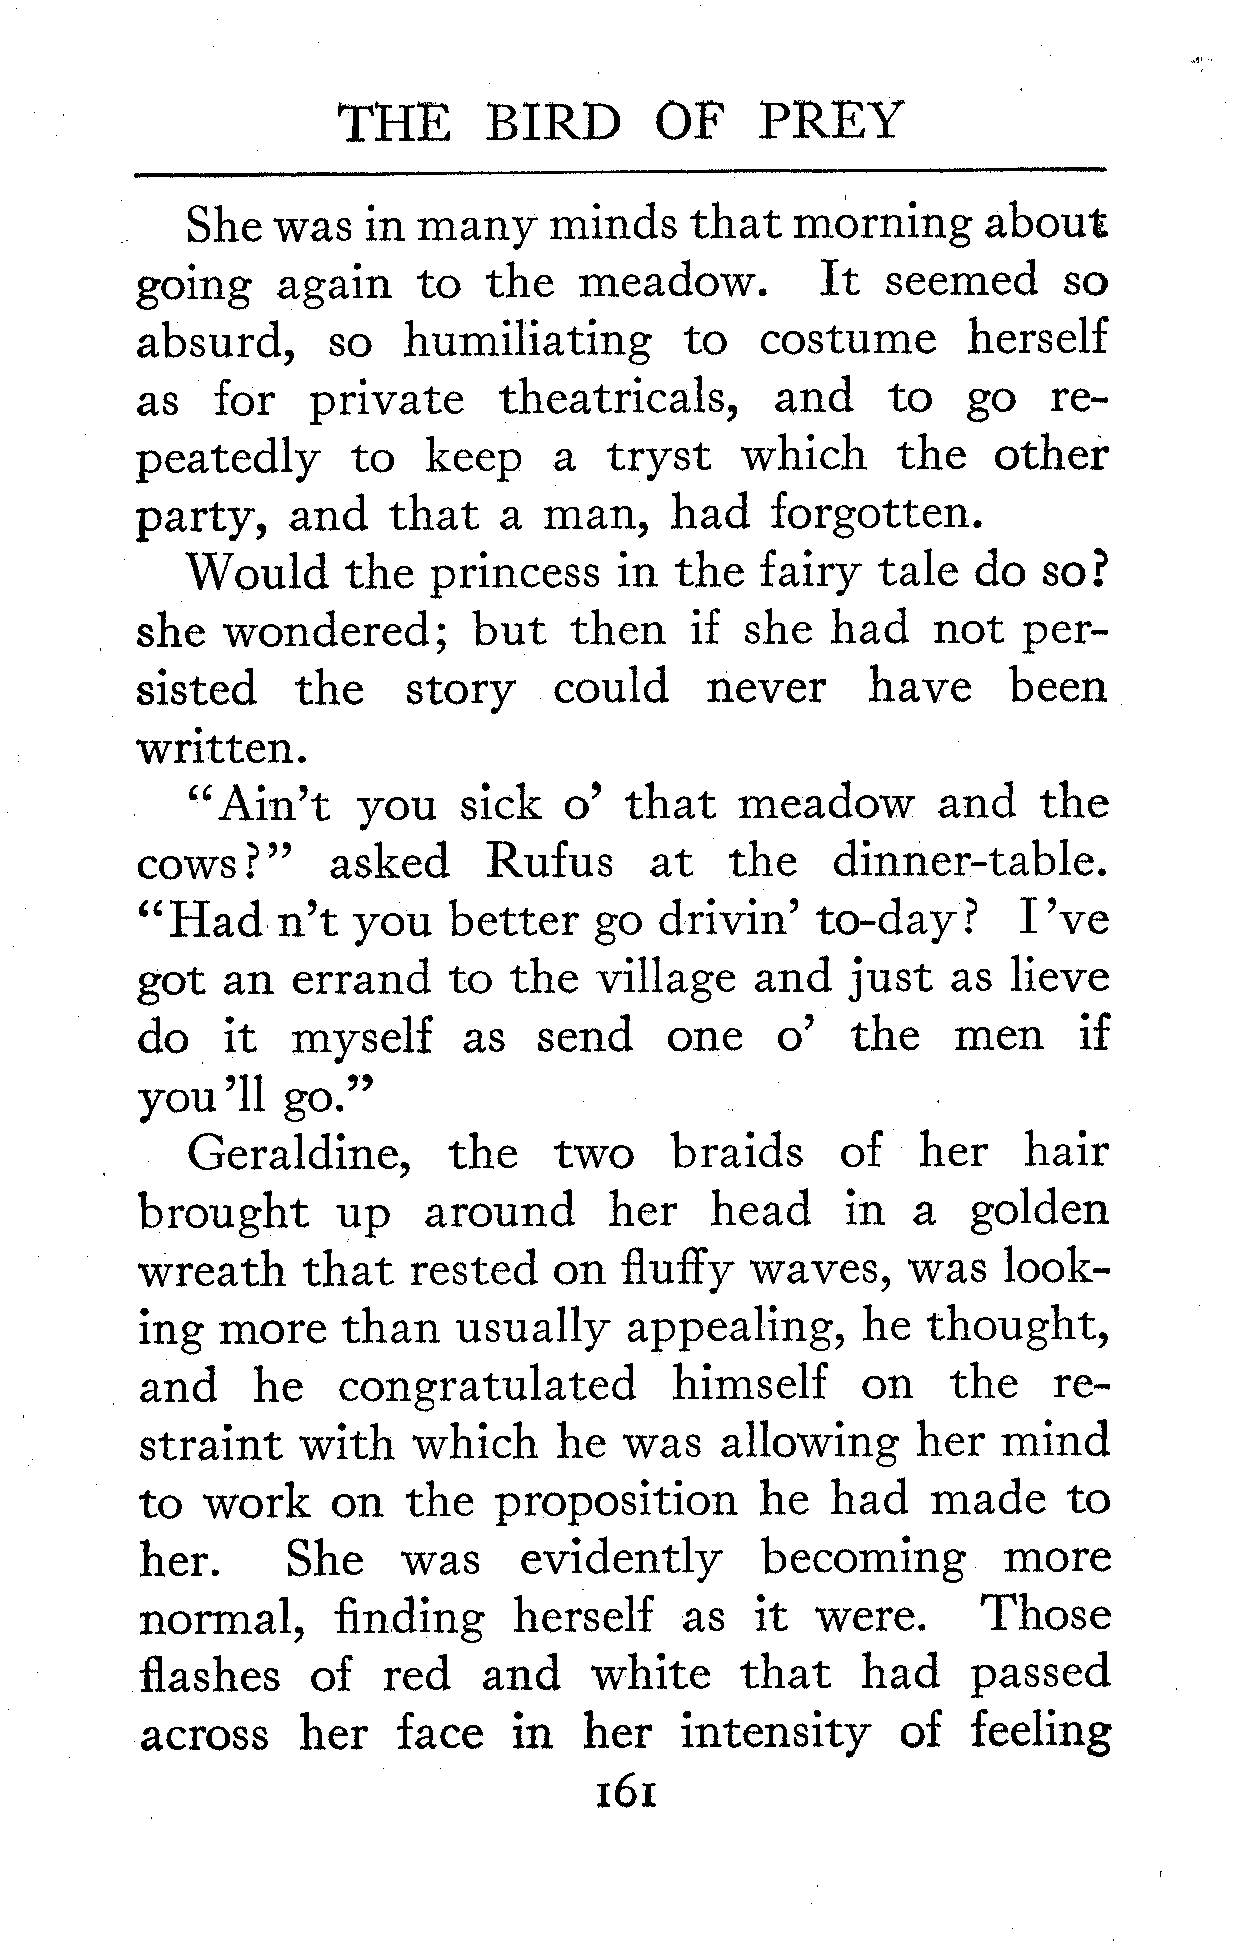 THE BIRD OF PREY
She was in many minds that morning about
going again to the meadow. It seemed so
absurd, so humiliating to costume herself
as for private theatricals, and to go re-
peatedly to keep a tryst which the other
party, and that a man, had forgotten.
Would the princess in the fairy tale do so?
she wondered; but then if she had not per-
sisted the story could never have been
written.
"Ain't you sick o' that meadow and the
cows?" asked Rufus at the dinner-table.
"Had n't you better go drivin' to-day? I 've
got an errand to the village and just as lieve
do it myself as send one o' the men if
you 'll go."
Geraldine, the two braids of her hair
brought up around her head in a golden
wreath that rested on fluffy waves, was look-
ing more than usually appealing, he thought,
and he congratulated himself on the re-
straint with which he was allowing her mind
to work on the proposition he had made to
her. She was evidently becoming more
normal, finding herself as it were. Those
flashes of red and white that had passed
across her face in her intensity of feeling
161